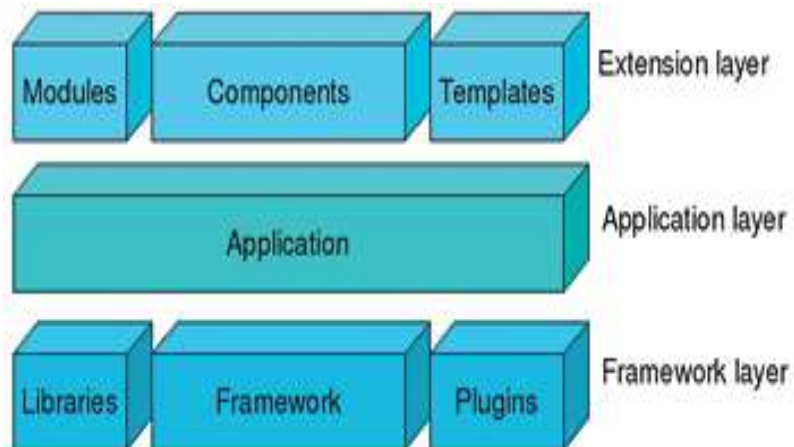 Modules
Components
Templates
Extension layer
Application
Application layer
Libraries
Framework
Plugins
Framework layer